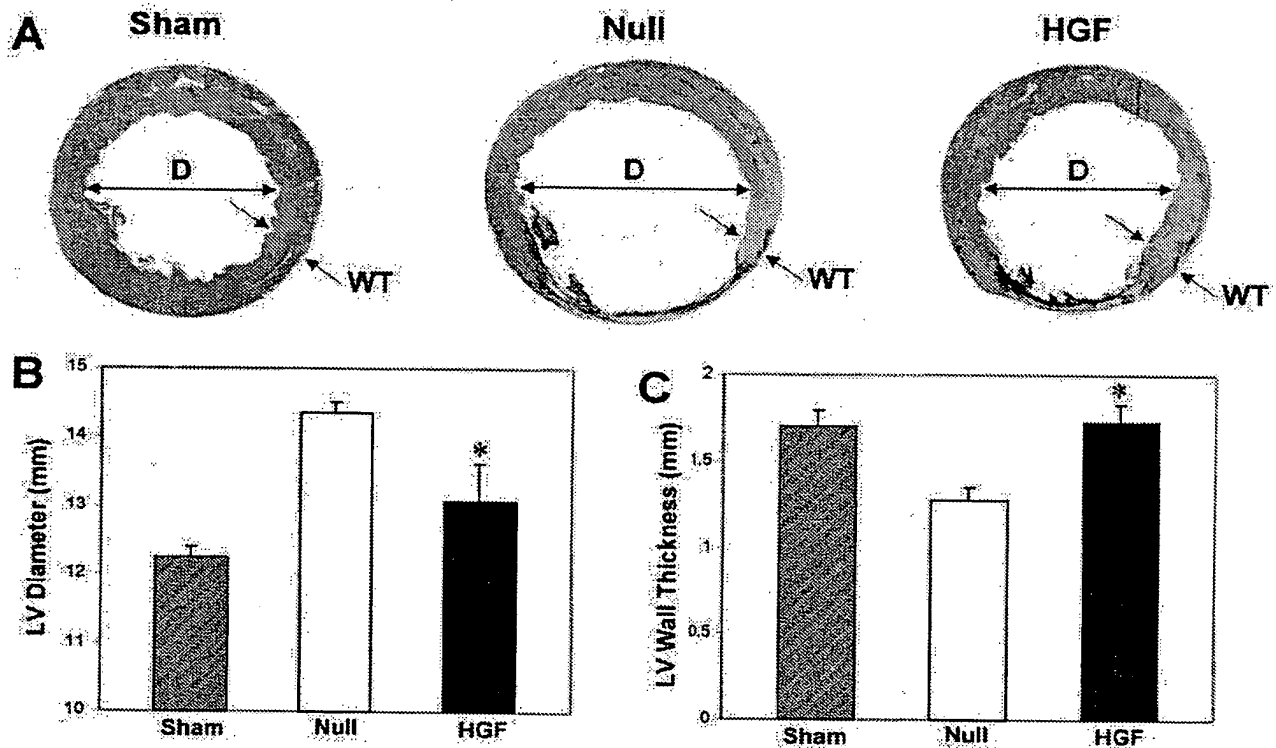 A
Sham
Null
HGF
D
D
D
WT
WT
WT
B
LV Diameter (mm)
15
14
13
12
11
10
*
Sham
Null
HGF
C
LV Wall Thickness (mm)
2
1.5
1
0.5
0
*
Sham
Null
HGF